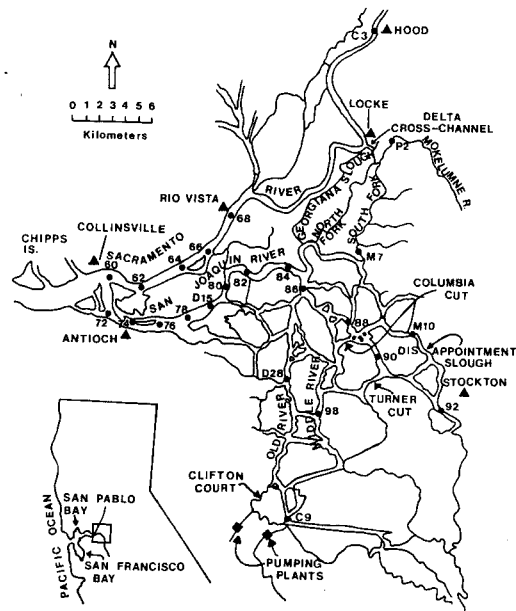 C3
HOOD
N
LOCKE
0 1 2 3 4 5 6
Kilometers
DELTA
CROSS-CHANNEL
P2
MOKELUMNE R.
GEORGIANA SLOUGH
NORTH
FORK
SOUTH FORK
RIVER
RIO VISTA
68
COLLINSVILLE
SACRAMENTO
66
M7
CHIPPS
IS.
60
64
JOAQUIN RIVER
62
82
84
COLUMBIA
CUT
SAN
80
86
D15
72
74
76
78
88
M10
ANTIOCH
DISAPPOINTMENT
SLOUGH
90
D28
STOCKTON
TURNER
CUT
92
OLD RIVER
MIDDLE RIVER
98
CLIFTON
COURT
C9
PUMPING
PLANTS
SAN PABLO
BAY
PACIFIC OCEAN
SAN FRANCISCO
BAY